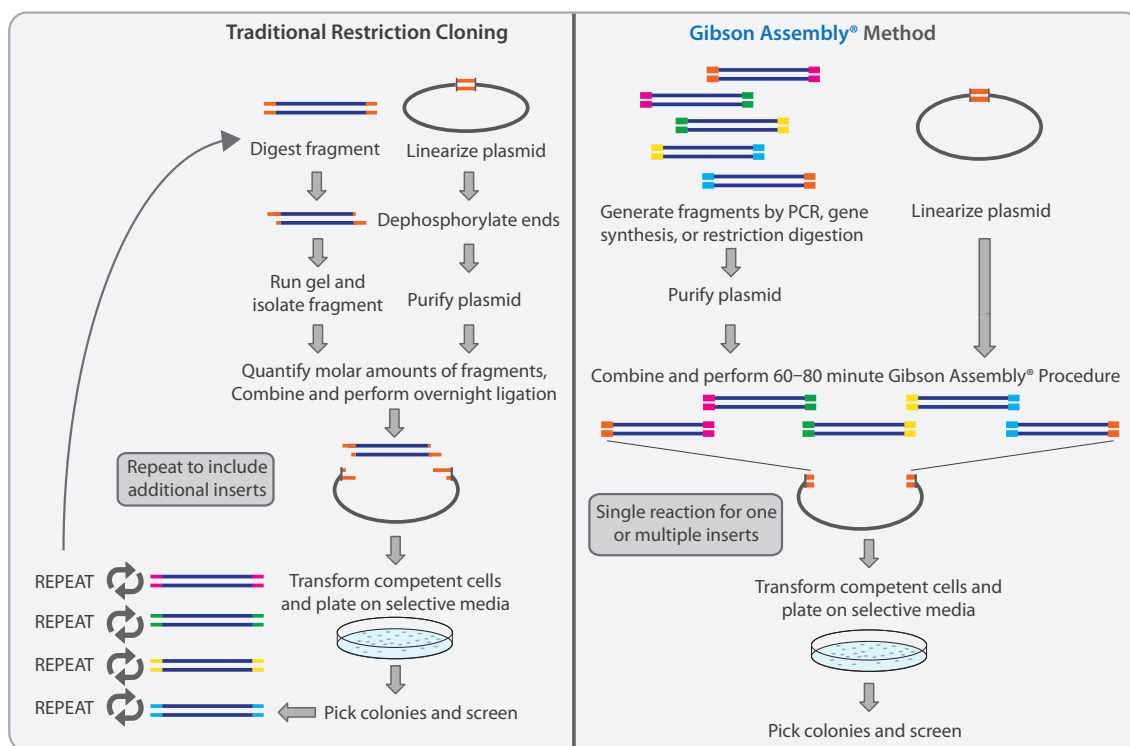 Traditional Restriction Cloning
Digest fragment
Linearize plasmid
Dephosphorylate ends
Run gel and
isolate fragment
Purify plasmid
Quantify molar amounts of fragments,
Combine and perform overnight ligation
Repeat to include
additional inserts
Transform competent cells
and plate on selective media
REPEAT
REPEAT
REPEAT
REPEAT
Pick colonies and screen
Gibson Assembly® Method
Generate fragments by PCR, gene
synthesis, or restriction digestion
Linearize plasmid
Purify plasmid
Combine and perform 60–80 minute Gibson Assembly® Procedure
Single reaction for one
or multiple inserts
Transform competent cells and
plate on selective media
Pick colonies and screen